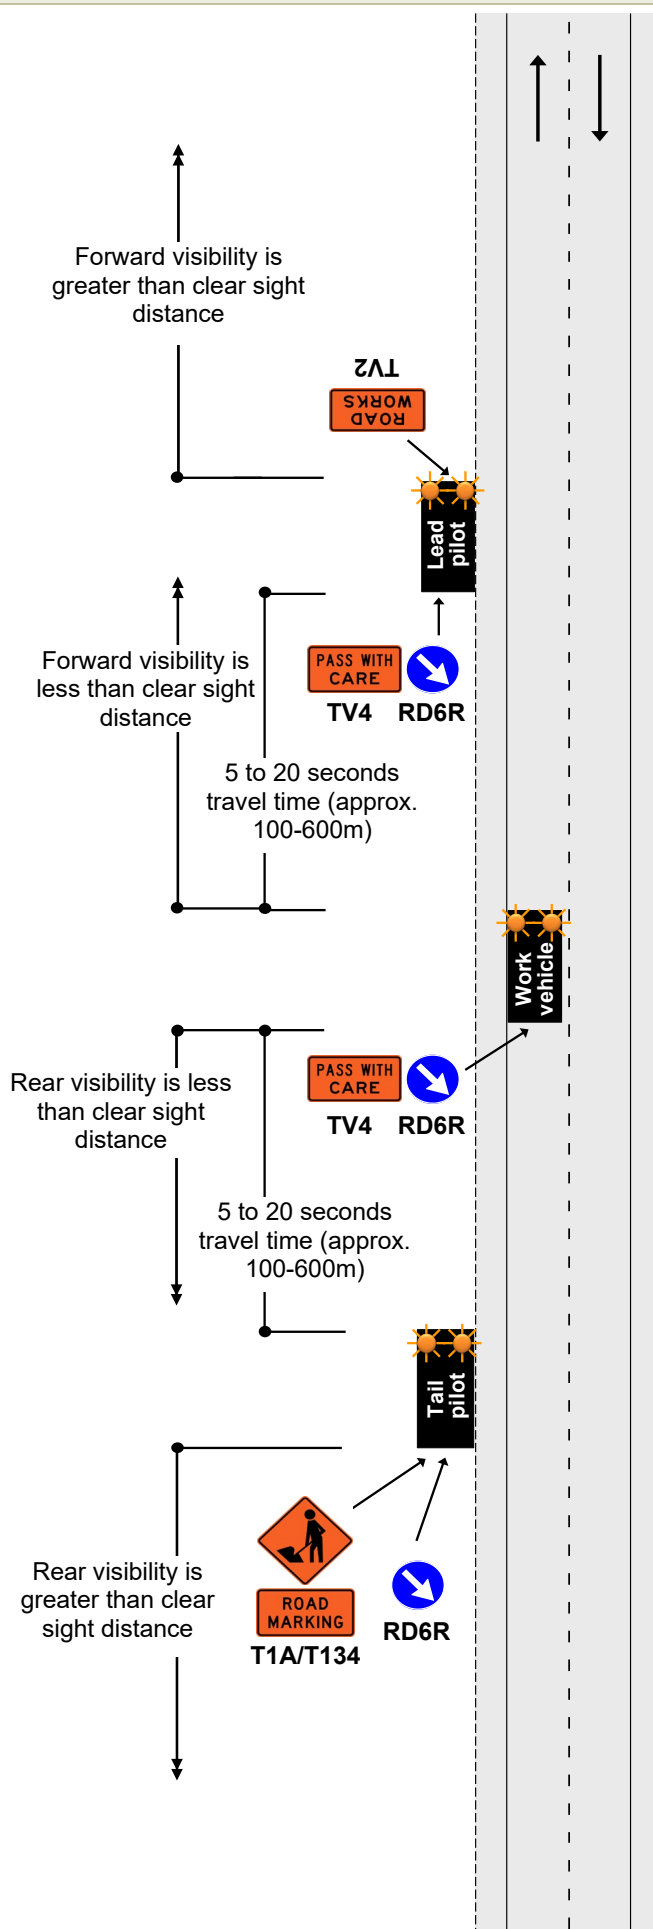 Forward visibility is
greater than clear sight
distance
TV2
ROAD
WORKS
Lead
pilot
Forward visibility is
less than clear sight
distance
PASS WITH
CARE
TV4 RD6R
5 to 20 seconds
travel time (approx.
100-600m)
Work
vehicle
Rear visibility is less
than clear sight
distance
PASS WITH
CARE
TV4 RD6R
5 to 20 seconds
travel time (approx.
100-600m)
Tail
pilot
Rear visibility is
greater than clear
sight distance
ROAD
MARKING
T1A/T134
RD6R